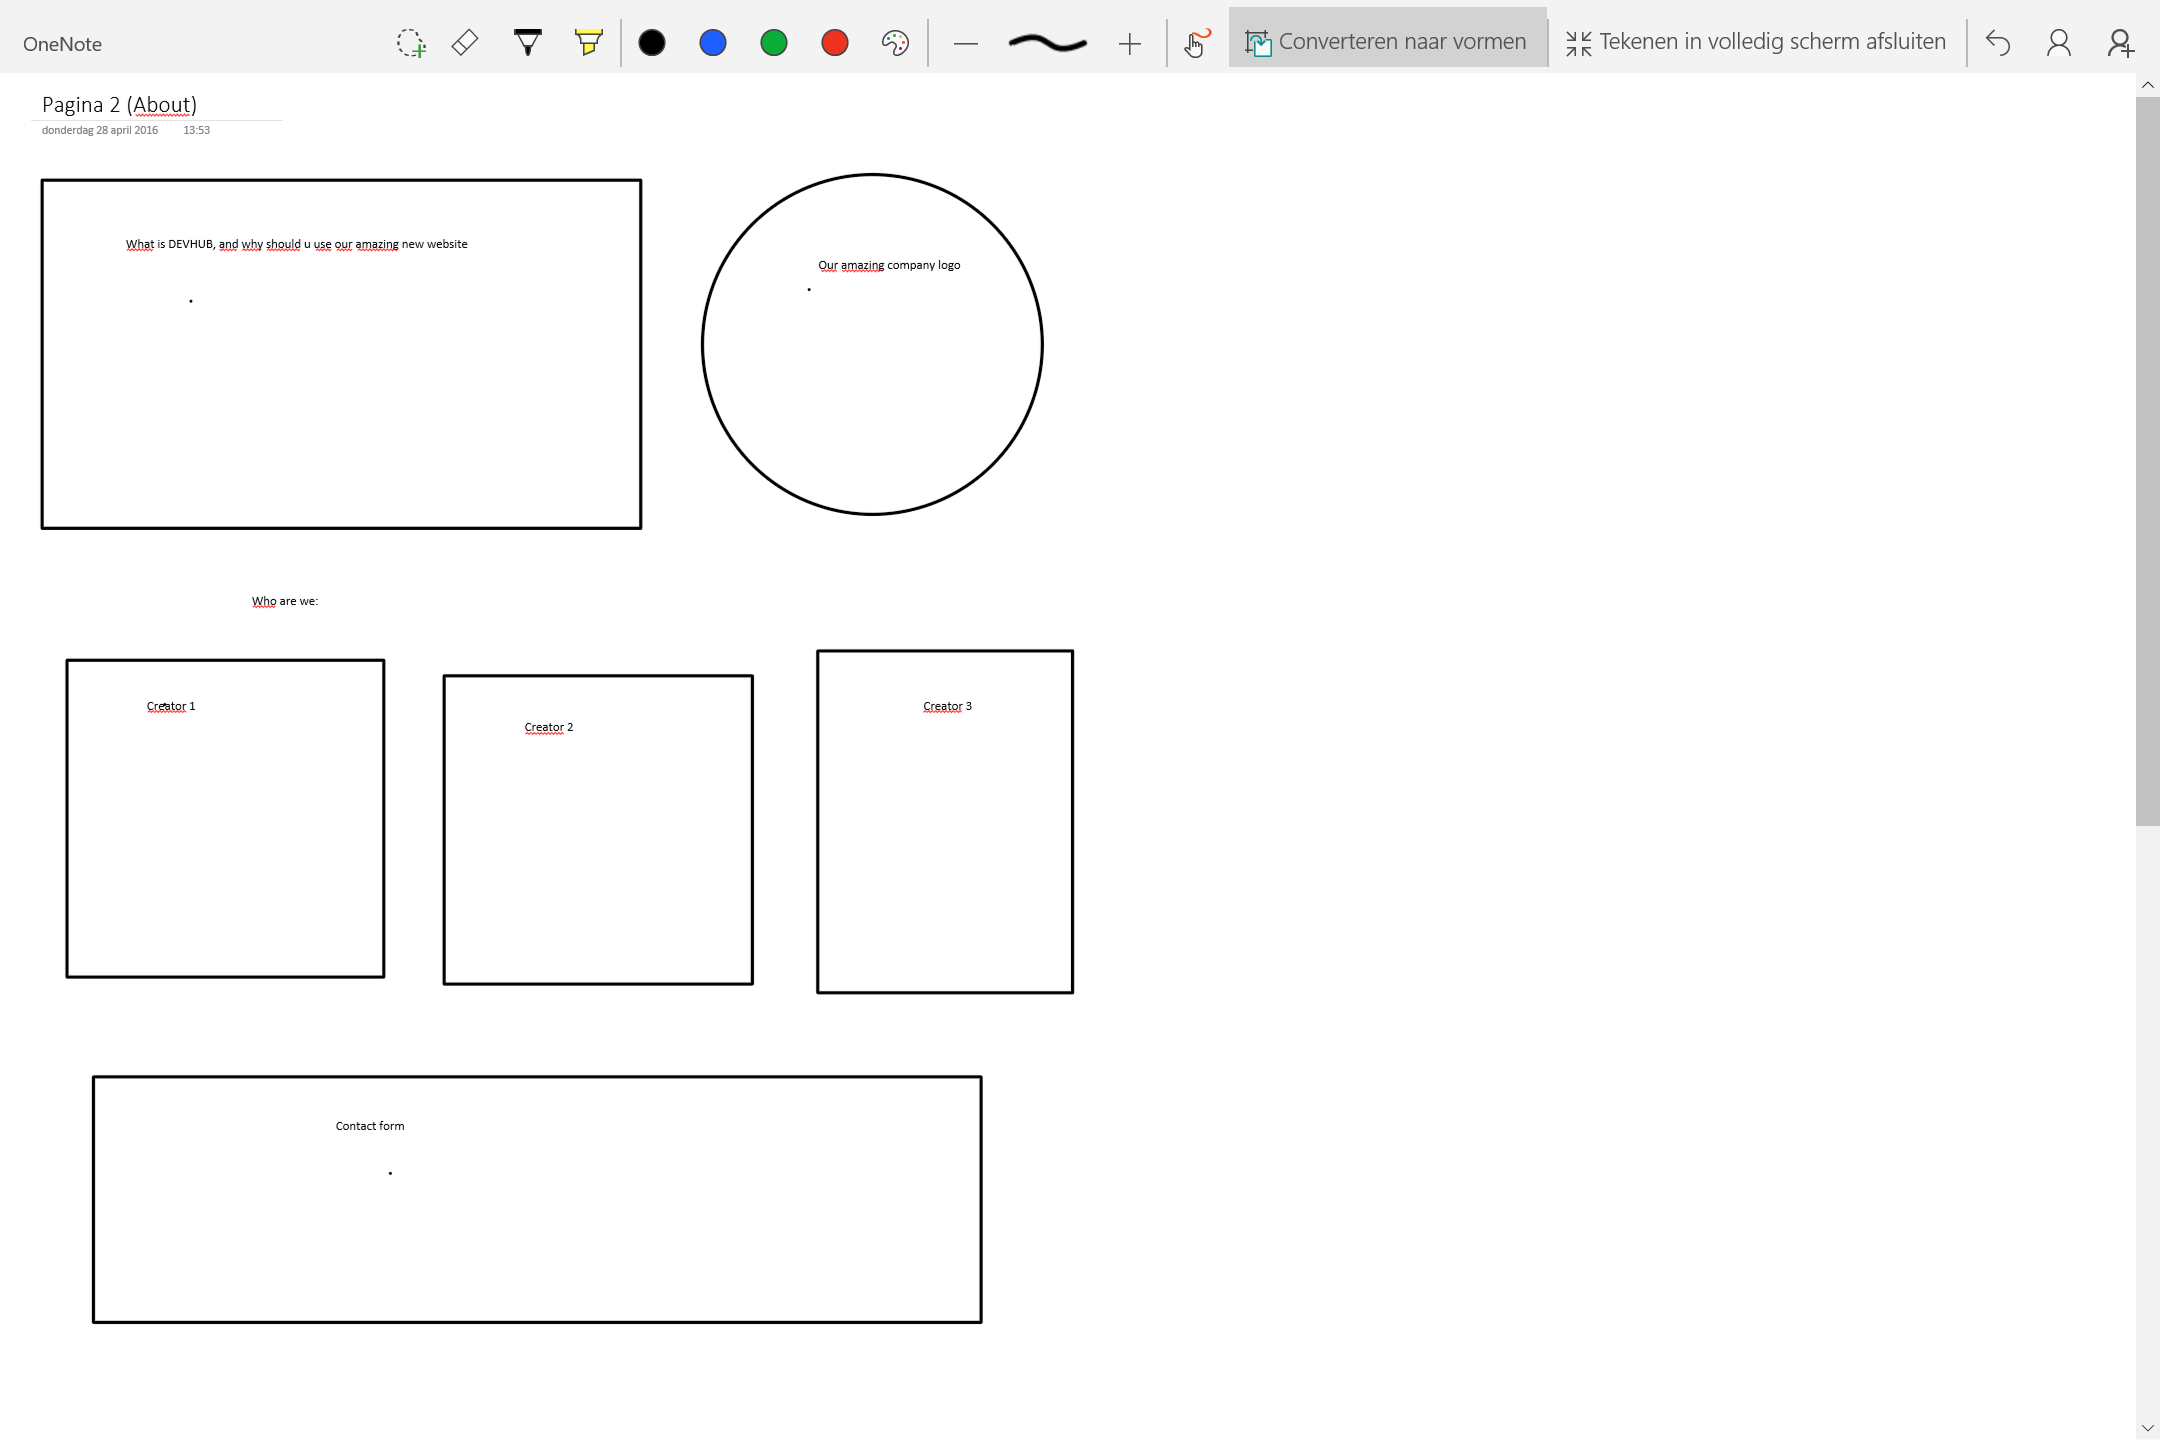 OneNote
Converteren naar vormen
Tekenen in volledig scherm afsluiten
Pagina 2 (About)
donderdag 28 april 2016 13:53
What is DEVHUB, and why should u use our amazing new website
Our amazing company logo
Who are we:
Creator 1
Creator 2
Creator 3
Contact form